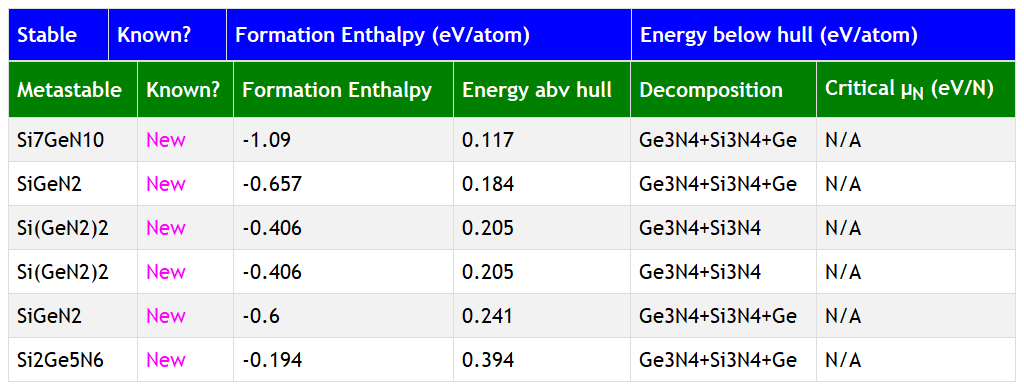 Stable Known? Formation Enthalpy (eV/atom) Energy below hull (eV/atom)
Metastable Known? Formation Enthalpy Energy abv hull Decomposition Critical μN (eV/N)
Si7GeN10 New -1.09 0.117 Ge3N4+Si3N4+Ge N/A
SiGeN2 New -0.657 0.184 Ge3N4+Si3N4+Ge N/A
Si(GeN2)2 New -0.406 0.205 Ge3N4+Si3N4 N/A
Si(GeN2)2 New -0.406 0.205 Ge3N4+Si3N4 N/A
SiGeN2 New -0.6 0.241 Ge3N4+Si3N4+Ge N/A
Si2Ge5N6 New -0.194 0.394 Ge3N4+Si3N4+Ge N/A